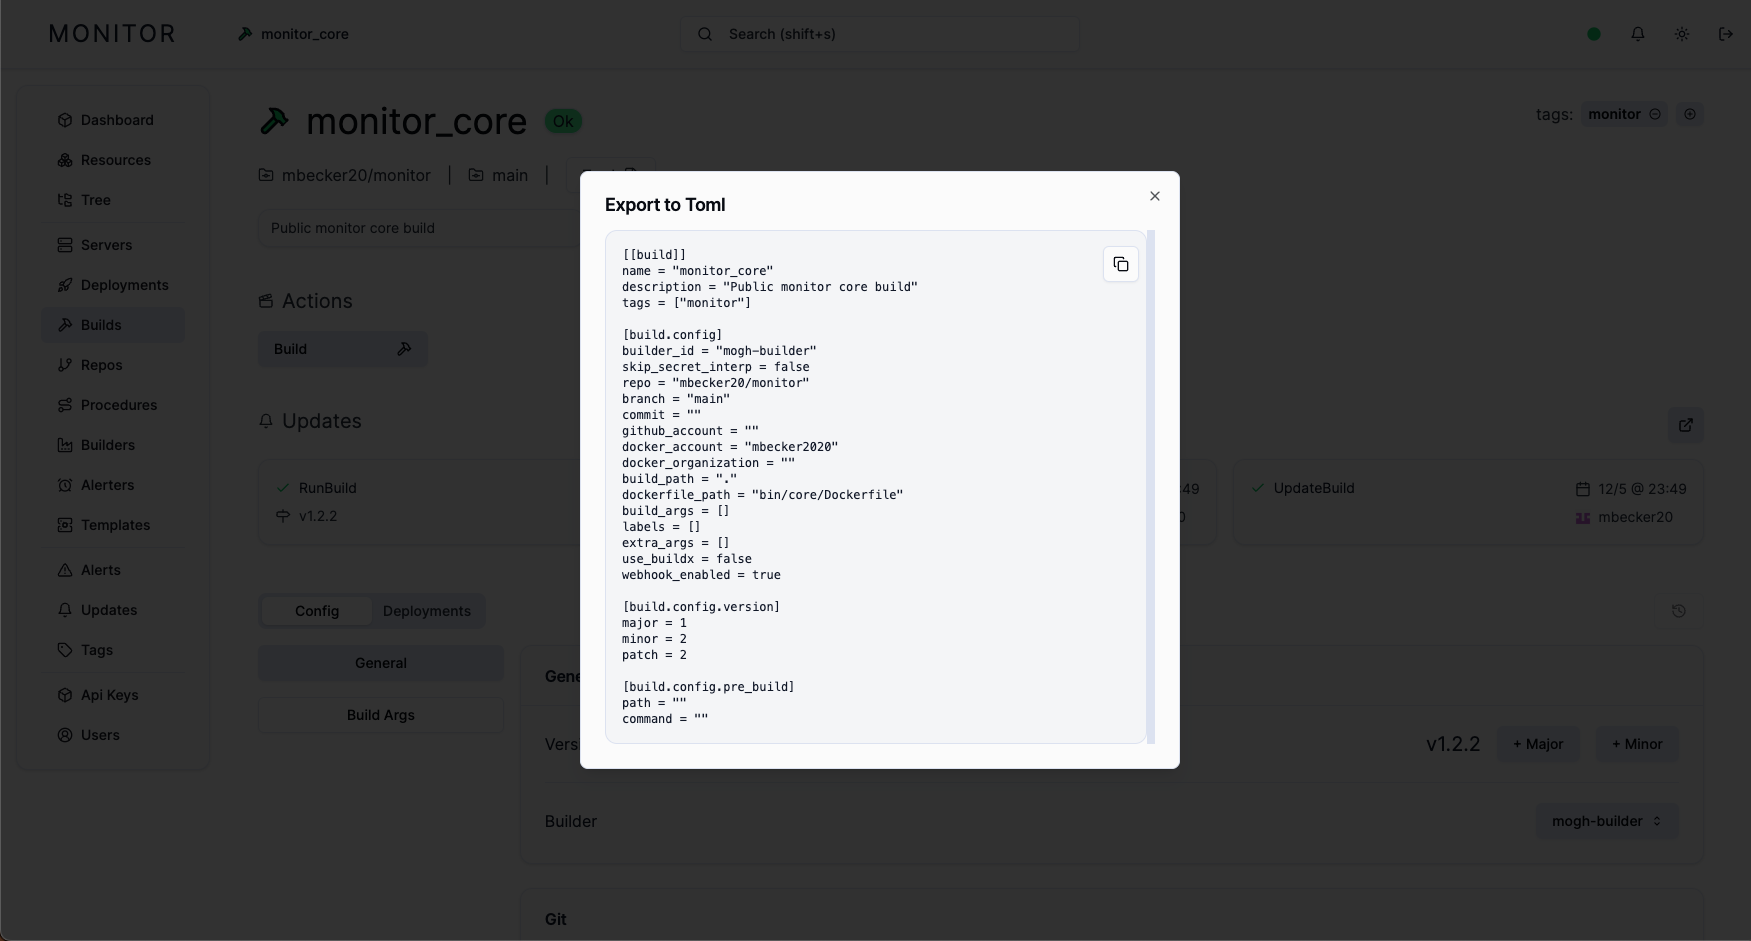 MONITOR
monitor_core
Search (shift+s)
Dashboard
Resources
Tree
Servers
Deployments
Builds
Repos
Procedures
Builders
Alerters
Templates
Alerts
Updates
Tags
Api Keys
Users
monitor_core
Ok
tags:
monitor
mbecker20/monitor
|
main
|
Public monitor core build
Actions
Build
Updates
RunBuild
v1.2.2
:49
0
UpdateBuild
12/5 @ 23:49
mbecker20
Config
Deployments
General
Build Args
Gene
Vers
v1.2.2
+ Major
+ Minor
Builder
mogh-builder
Git
Export to Toml
[[build]]
name = "monitor_core"
description = "Public monitor core build"
tags = ["monitor"]
[build.config]
builder_id = "mogh-builder"
skip_secret_interp = false
repo = "mbecker20/monitor"
branch = "main"
commit = ""
github_account = ""
docker_account = "mbecker2020"
docker_organization = ""
build_path = "."
dockerfile_path = "bin/core/Dockerfile"
build_args = []
labels = []
extra_args = []
use_buildx = false
webhook_enabled = true
[build.config.version]
major = 1
minor = 2
patch = 2
[build.config.pre_build]
path = ""
command = ""